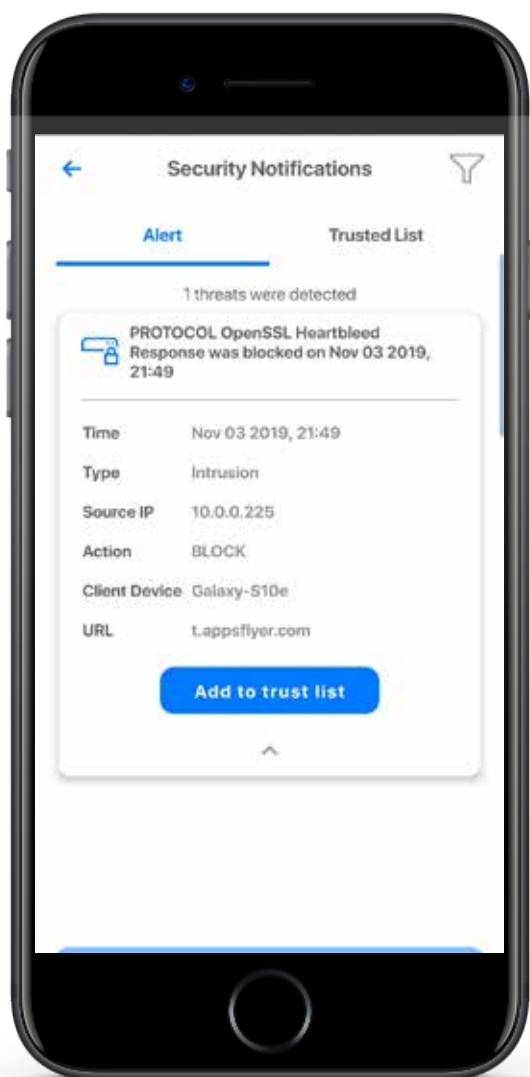 Security Notifications
Alert Trusted List
1 threats were detected
PROTOCOL OpenSSL Heartbleed
Response was blocked on Nov 03 2019,
21:49
Time Nov 03 2019, 21:49
Type Intrusion
Source IP 10.0.0.225
Action BLOCK
Client Device Galaxy-S10e
URL t.appsflyer.com
Add to trust list